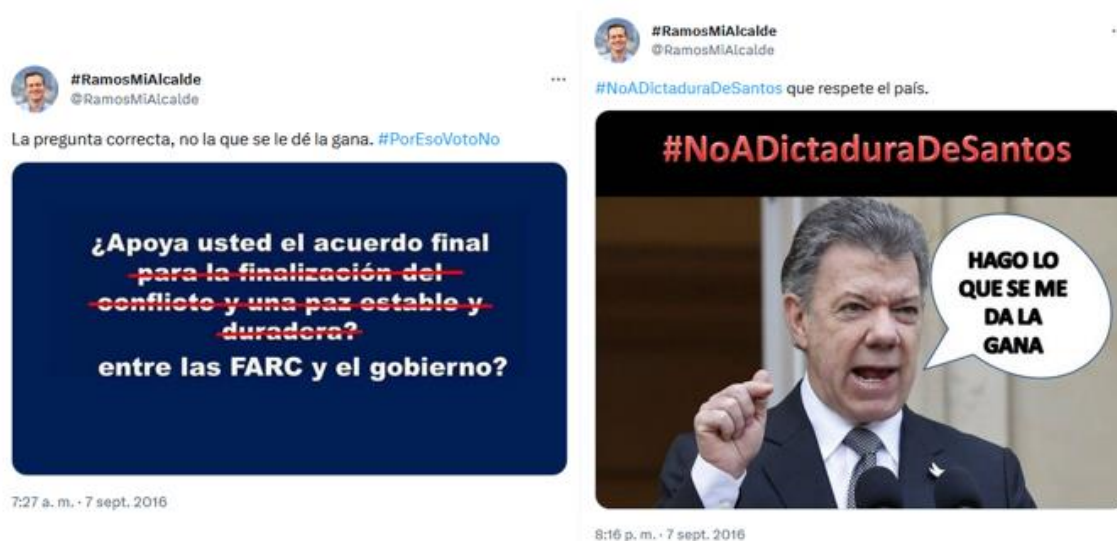 #RamosMiAlcalde
@RamosMiAlcalde
La pregunta correcta, no la que se le dé la gana. #PorEsoVotoNo
¿Apoya usted el acuerdo final
para la finalización del
conflicto y una paz estable y
duradera?
entre las FARC y el gobierno?
7:27 a. m. · 7 sept. 2016
#RamosMiAlcalde
@RamosMiAlcalde
#NoADictaduraDeSantos que respete el país.
#NoADictaduraDeSantos
HAGO LO
QUE SE ME
DA LA
GANA
8:16 p. m. · 7 sept. 2016